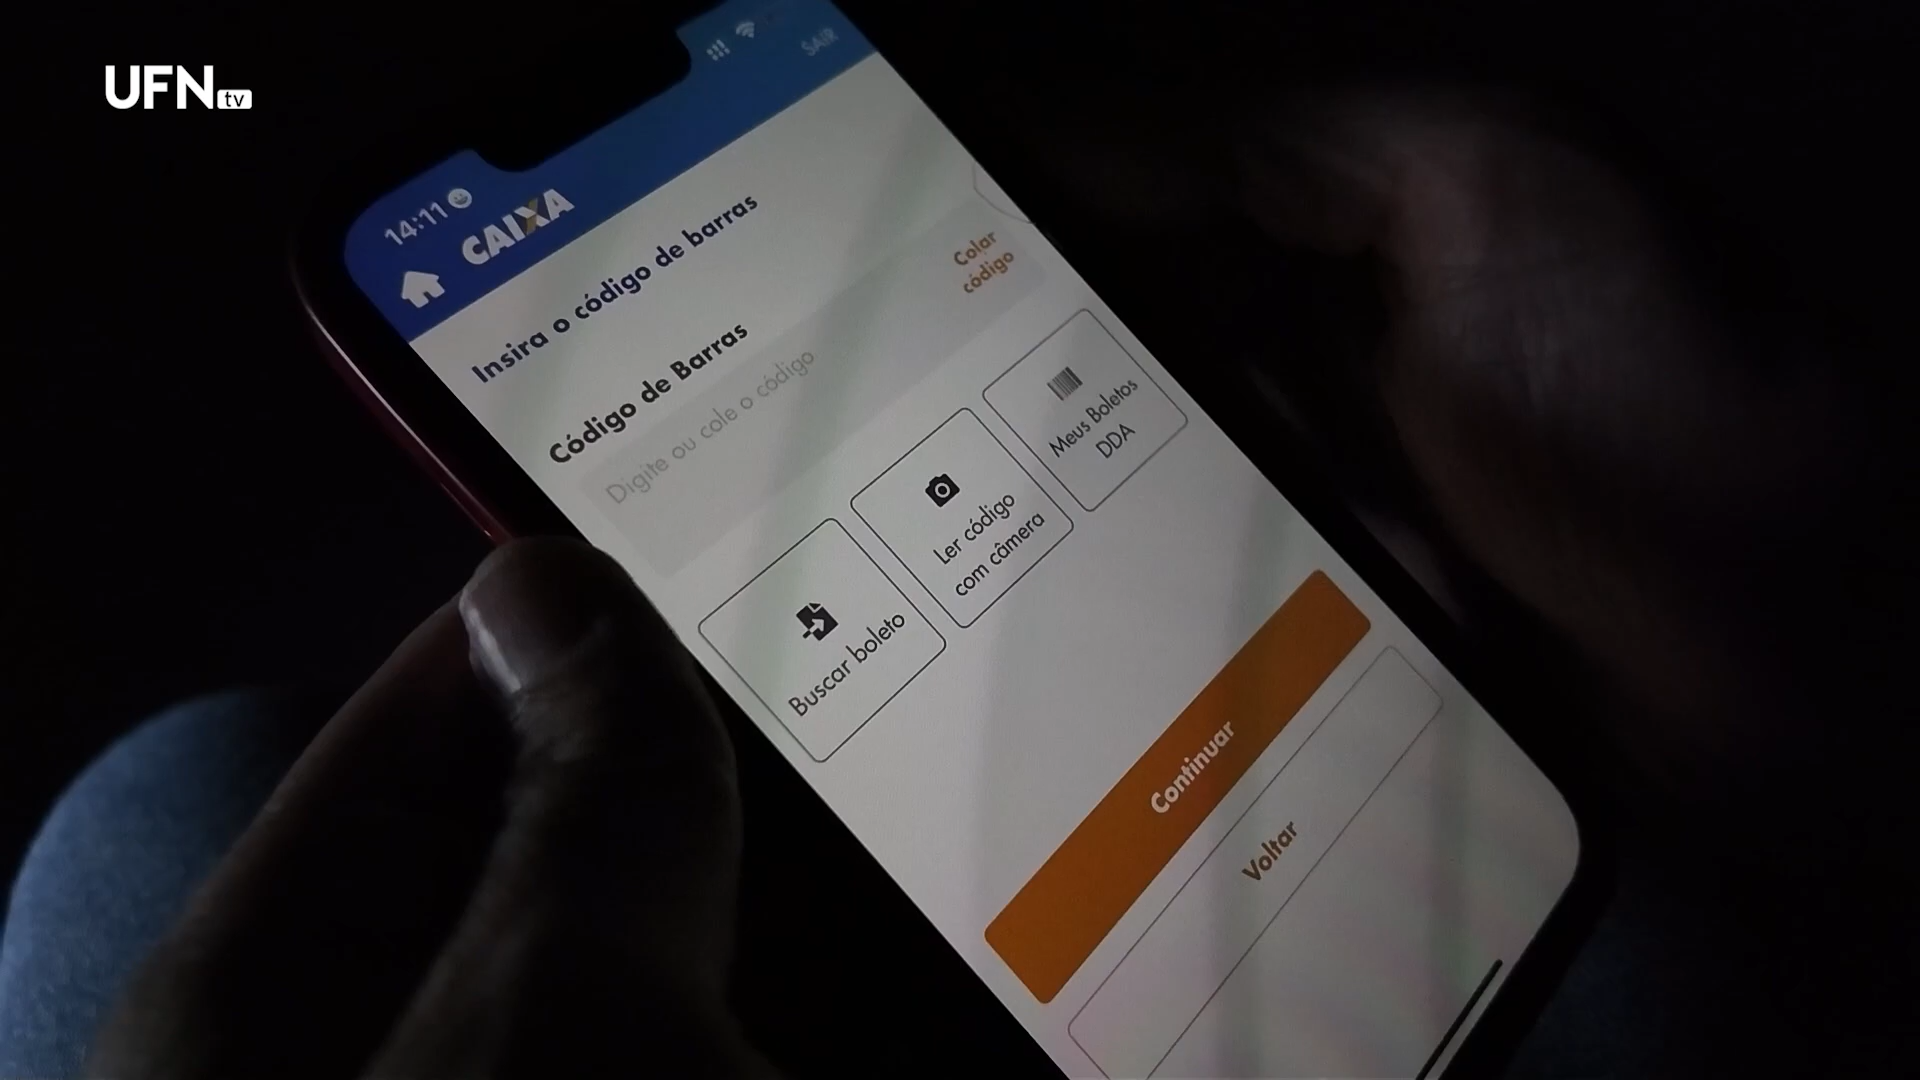 UFN tv
14:11
SAIR
CAIXA
Insira o código de barras
Código de Barras
Digite ou cole o código
Colar
código
Buscar boleto
Ler código
com câmera
Meus Boletos
DDA
Continuar
Voltar